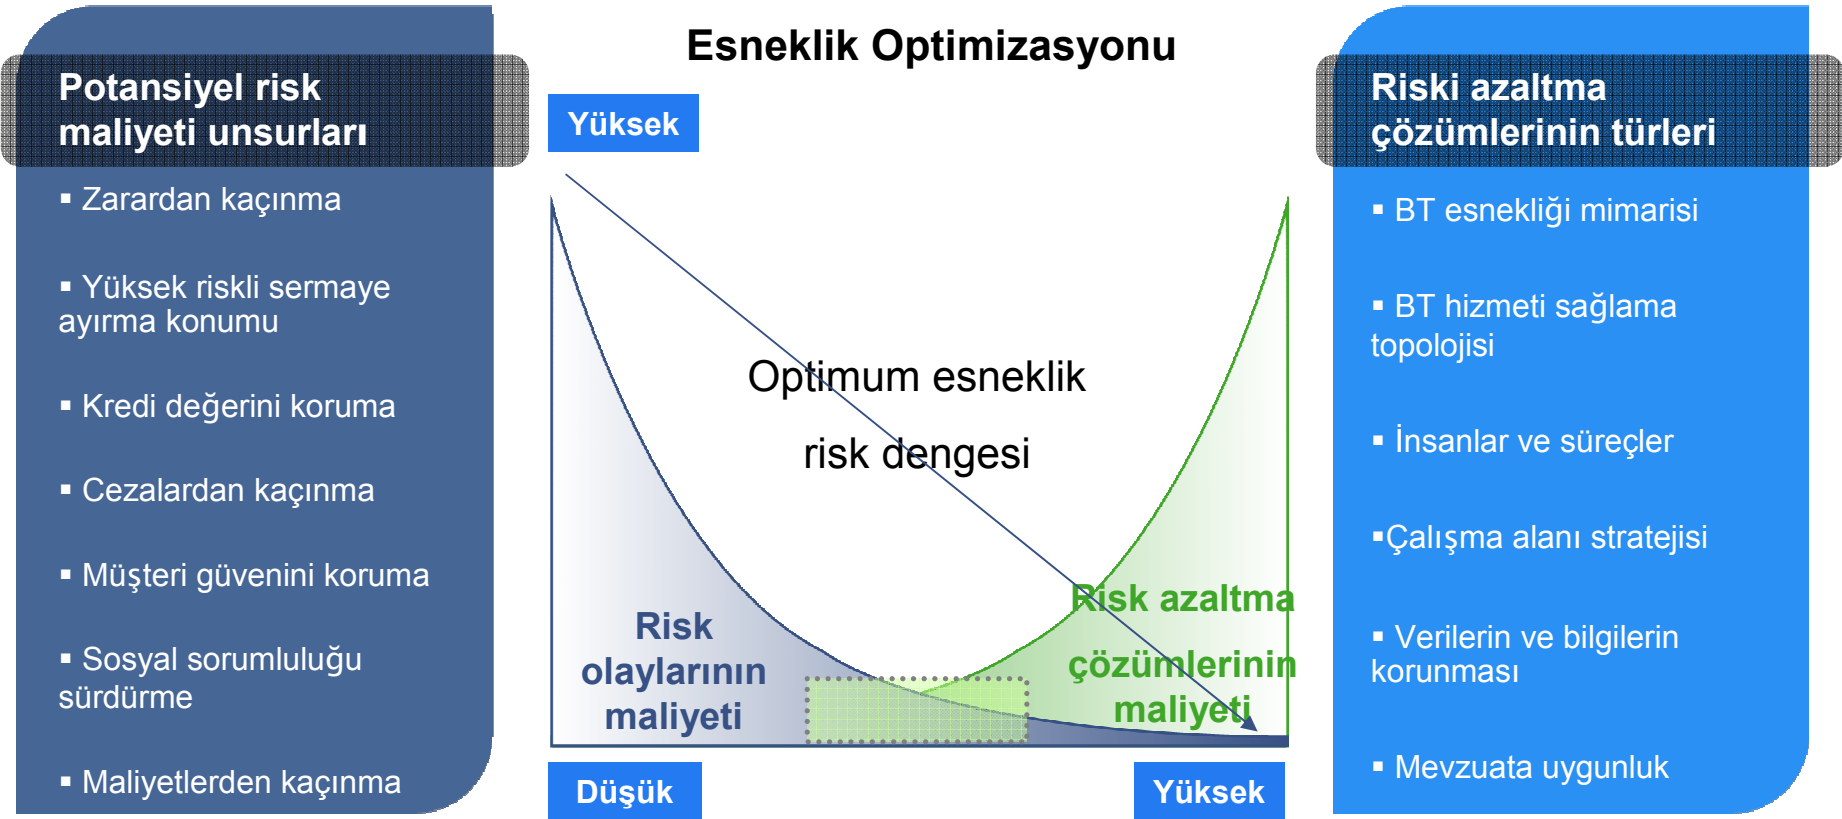 Esneklik Optimizasyonu
Potansiyel risk
maliyeti unsurları
▪ Zarardan kaçınma
▪ Yüksek riskli sermaye
ayırma konumu
▪ Kredi değerini koruma
▪ Cezalardan kaçınma
▪ Müşteri güvenini koruma
▪ Sosyal sorumluluğu
sürdürme
▪ Maliyetlerden kaçınma
Yüksek
Optimum esneklik
risk dengesi
Risk
olaylarının
maliyeti
Risk azaltma
çözümlerinin
maliyeti
Düşük
Yüksek
Riski azaltma
çözümlerinin türleri
▪ BT esnekliği mimarisi
▪ BT hizmeti sağlama
topolojisi
▪ İnsanlar ve süreçler
▪Çalışma alanı stratejisi
▪ Verilerin ve bilgilerin
korunması
▪ Mevzuata uygunluk